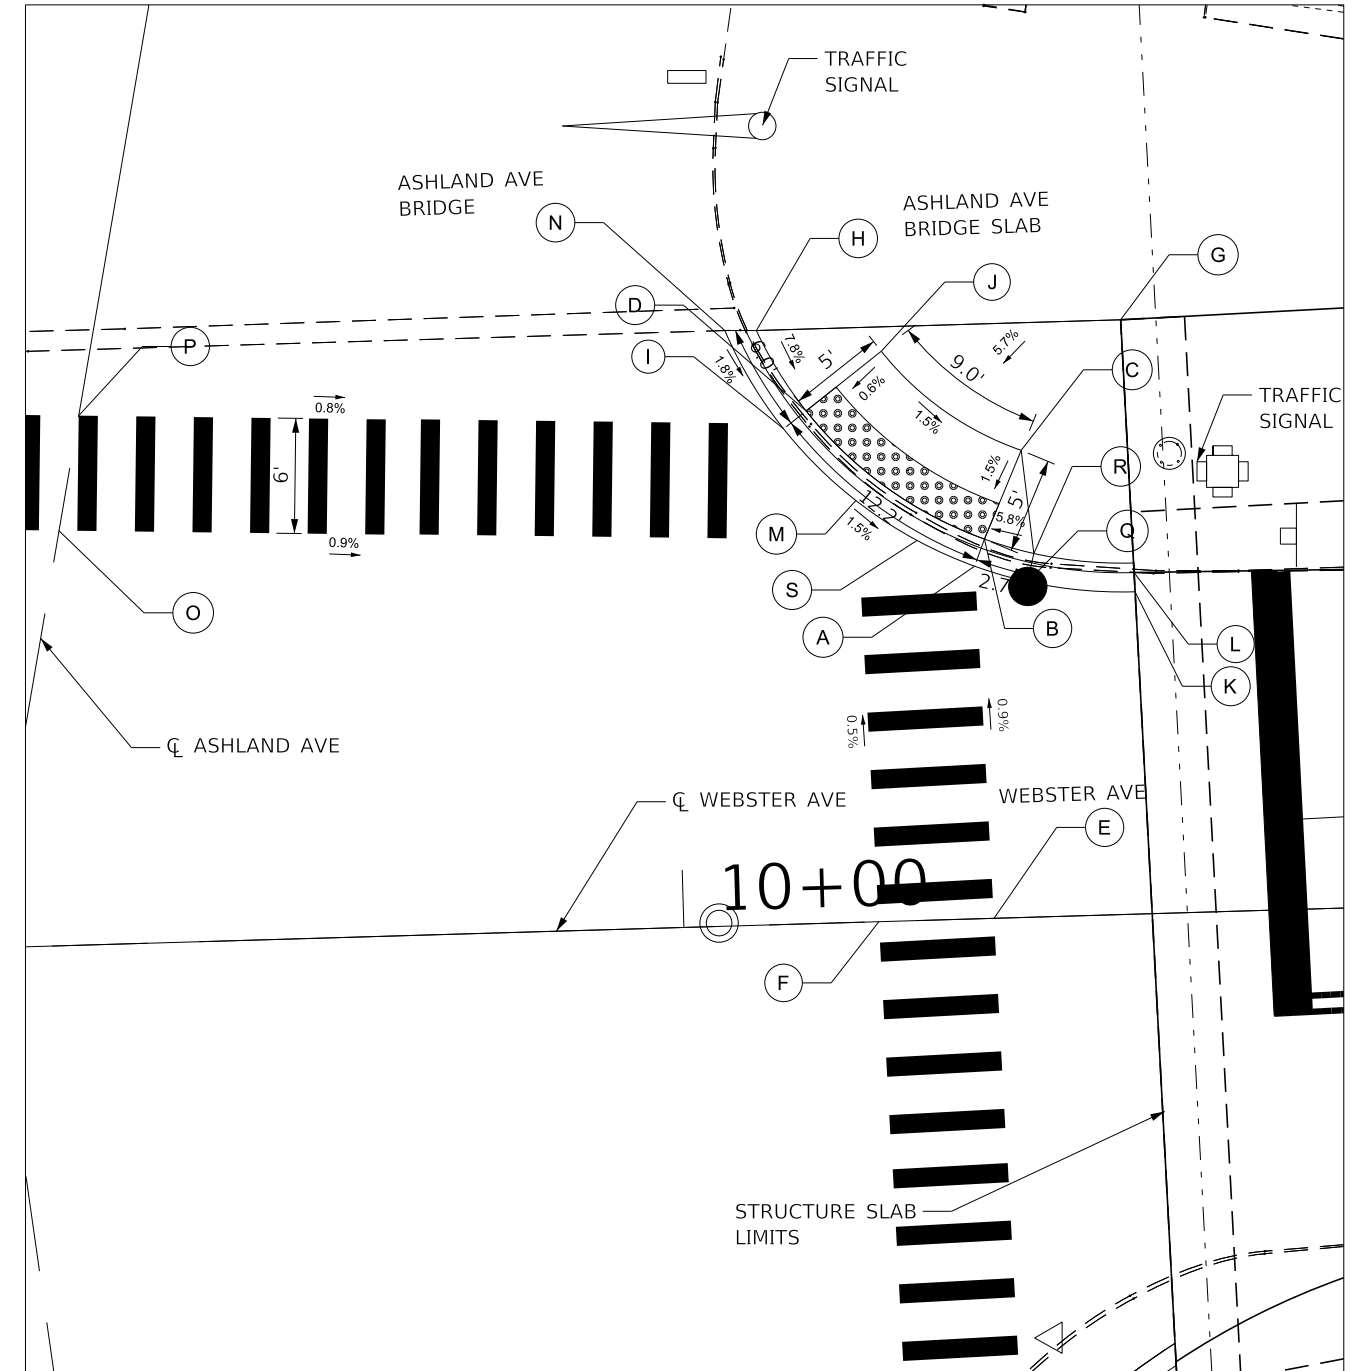 TRAFFIC
SIGNAL
ASHLAND AVE
BRIDGE
N
H
ASHLAND AVE
BRIDGE SLAB
G
J
D
P
I
6.0'
7.8%
1.8%
5'
5.7%
9.0'
C
0.6%
1.5%
TRAFFIC
SIGNAL
0.8%
9'
0.9%
1.5%
5'
R
12.2'
1.5%
5.8%
Q
M
S
2.7
A
B
O
L
K
℄ ASHLAND AVE
0.5%
0.9%
℄ WEBSTER AVE
WEBSTER AVE
E
10+00
F
STRUCTURE SLAB
LIMITS